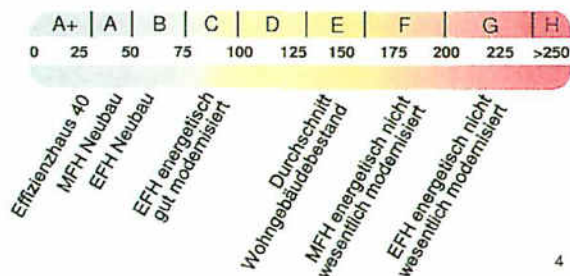 A+ A B C D E F G H
0 25 50 75 100 125 150 175 200 225 >250
Effizienzhaus 40
MFH Neubau
EFH Neubau
EFH energetisch
gut modernisiert
Durchschnitt
Wohngebäudebestand
MFH energetisch nicht
wesentlich modernisiert
EFH energetisch nicht
wesentlich modernisiert
4